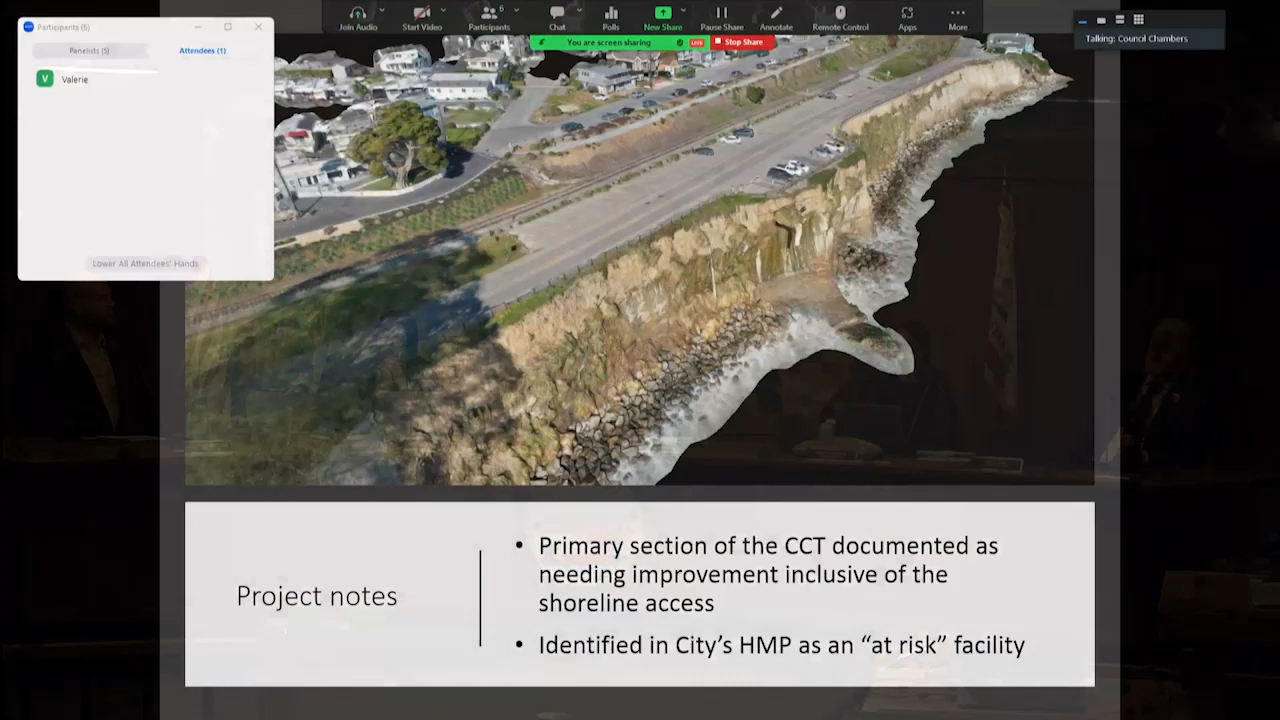 Participants (6)
Panelists (5)
Attendees (1)
V
Valerie
Lower All Attendees' Hands
Join Audio
Start Video
Participants
6
Chat
Polls
New Share
Pause Share
Annotate
Remote Control
Apps
More
You are screen sharing
LIVE
Stop Share
Talking: Council Chambers
Project notes
• Primary section of the CCT documented as
needing improvement inclusive of the
shoreline access
• Identified in City's HMP as an “at risk” facility